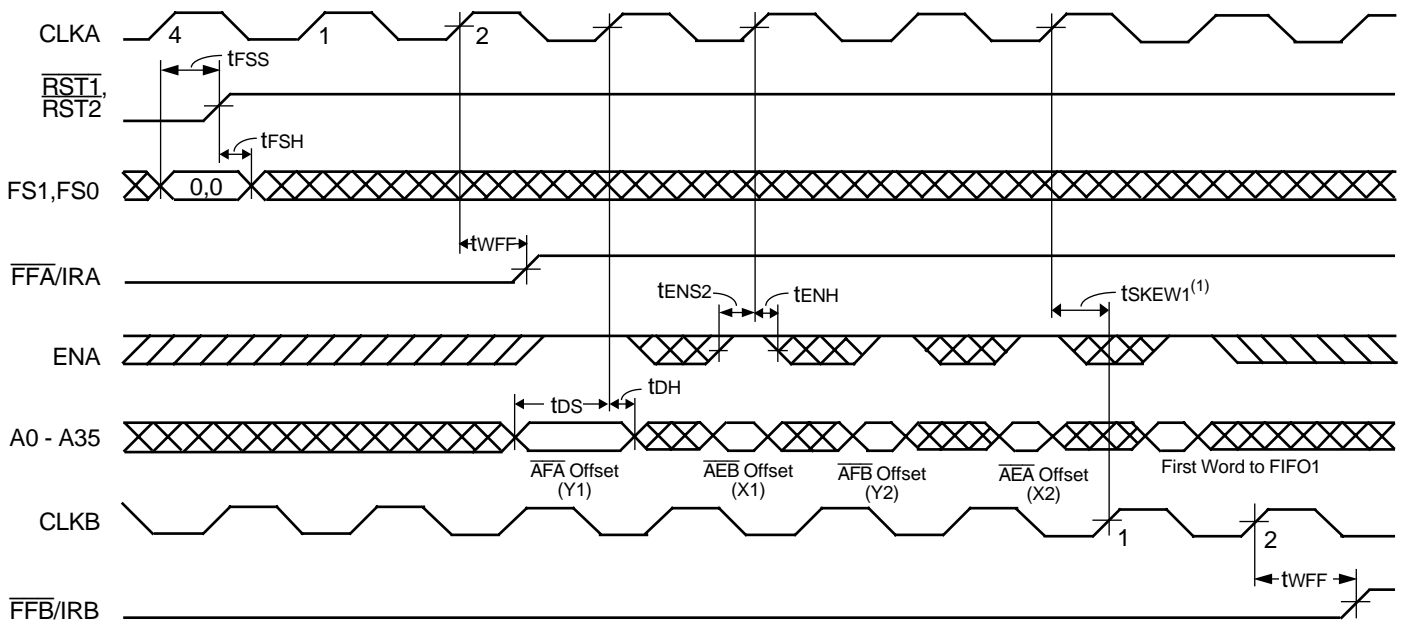 CLKA
4
1
2
tFSS
RST1,
RST2
tFSH
FS1,FS0
0,0
tWFF
FFA/IRA
tENS2
tENH
tSKEW1(1)
ENA
tDS
tDH
A0 - A35
AFA Offset
(Y1)
AEB Offset
(X1)
AFB Offset
(Y2)
AEA Offset
(X2)
First Word to FIFO1
CLKB
1
2
tWFF
FFB/IRB